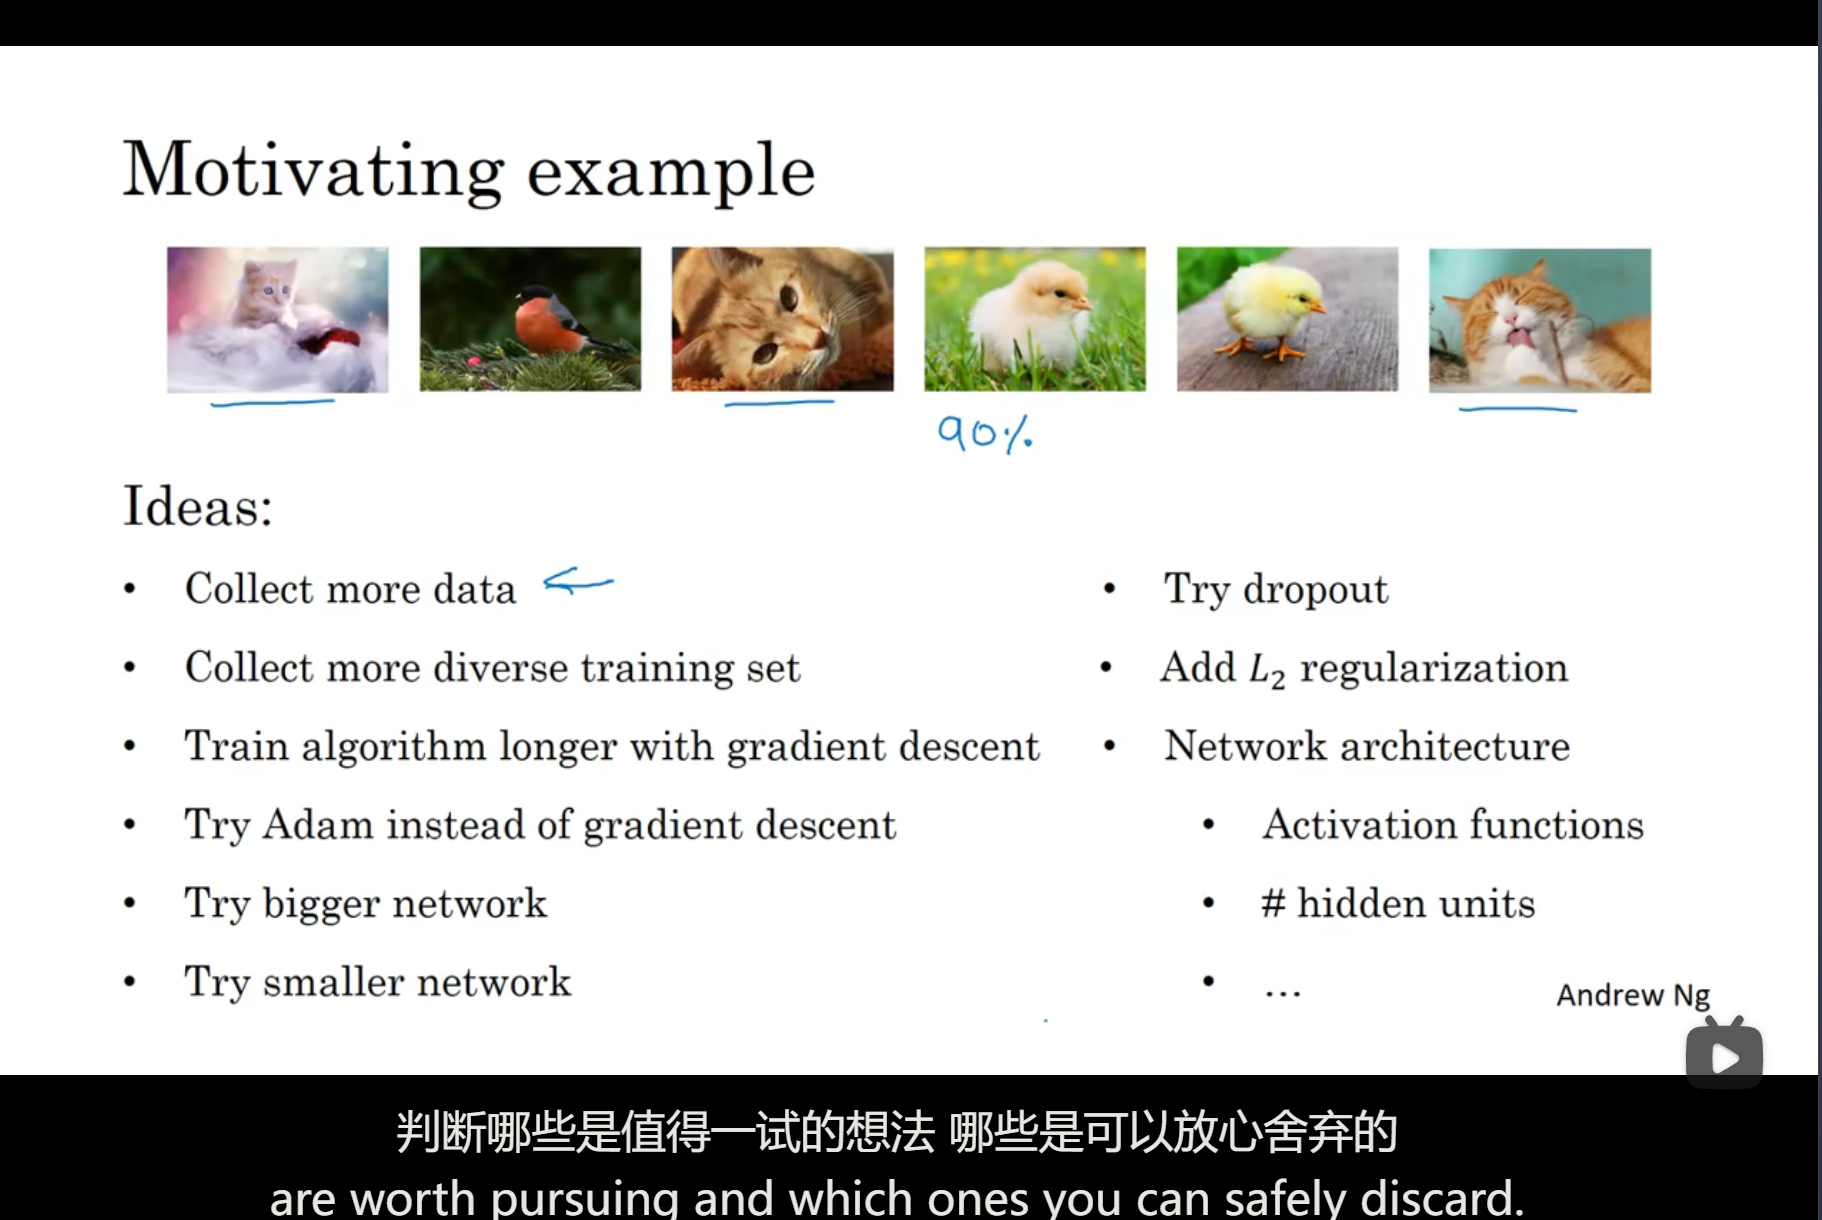 Motivating example
90%
Ideas:
• Collect more data
• Collect more diverse training set
• Train algorithm longer with gradient descent
• Try Adam instead of gradient descent
• Try bigger network
• Try smaller network
• Try dropout
• Add L₂ regularization
• Network architecture
• Activation functions
• # hidden units
• ...
Andrew Ng
判断哪些是值得一试的想法 哪些是可以放心舍弃的
are worth pursuing and which ones you can safely discard.